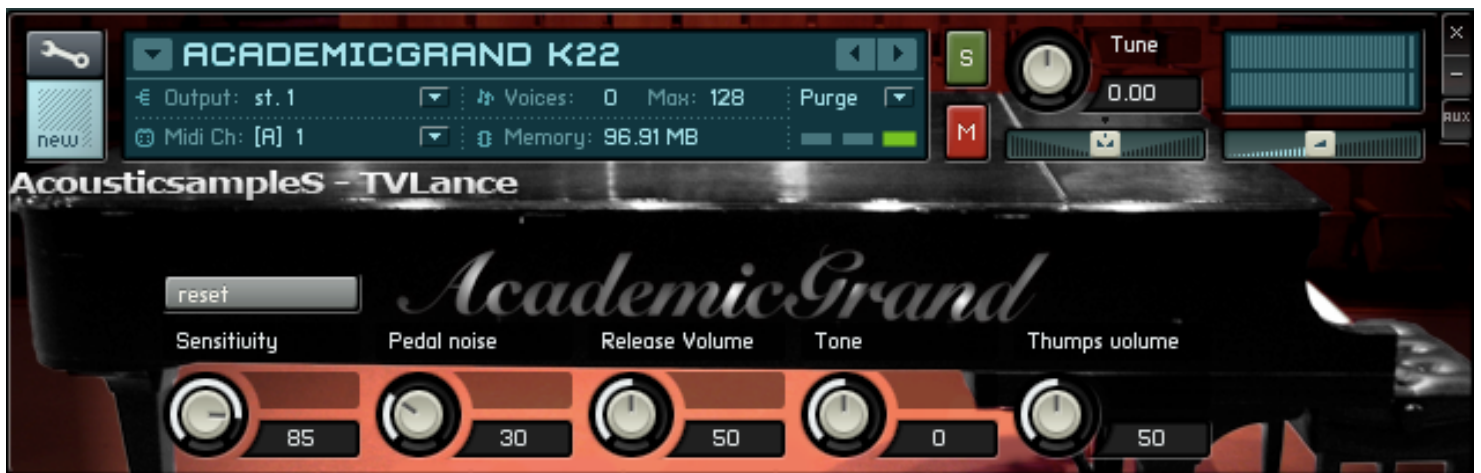 ACADEMICGRAND K22
S
Tune
×
Output: st. 1
Voices: 0 Max: 128
Purge
0.00
–
new
Midi Ch: [A] 1
Memory: 96.91 MB
M
AUX
AcousticsampleS - TVLance
AcademicGrand
reset
Sensitivity
Pedal noise
Release Volume
Tone
Thumps volume
85
30
50
0
50